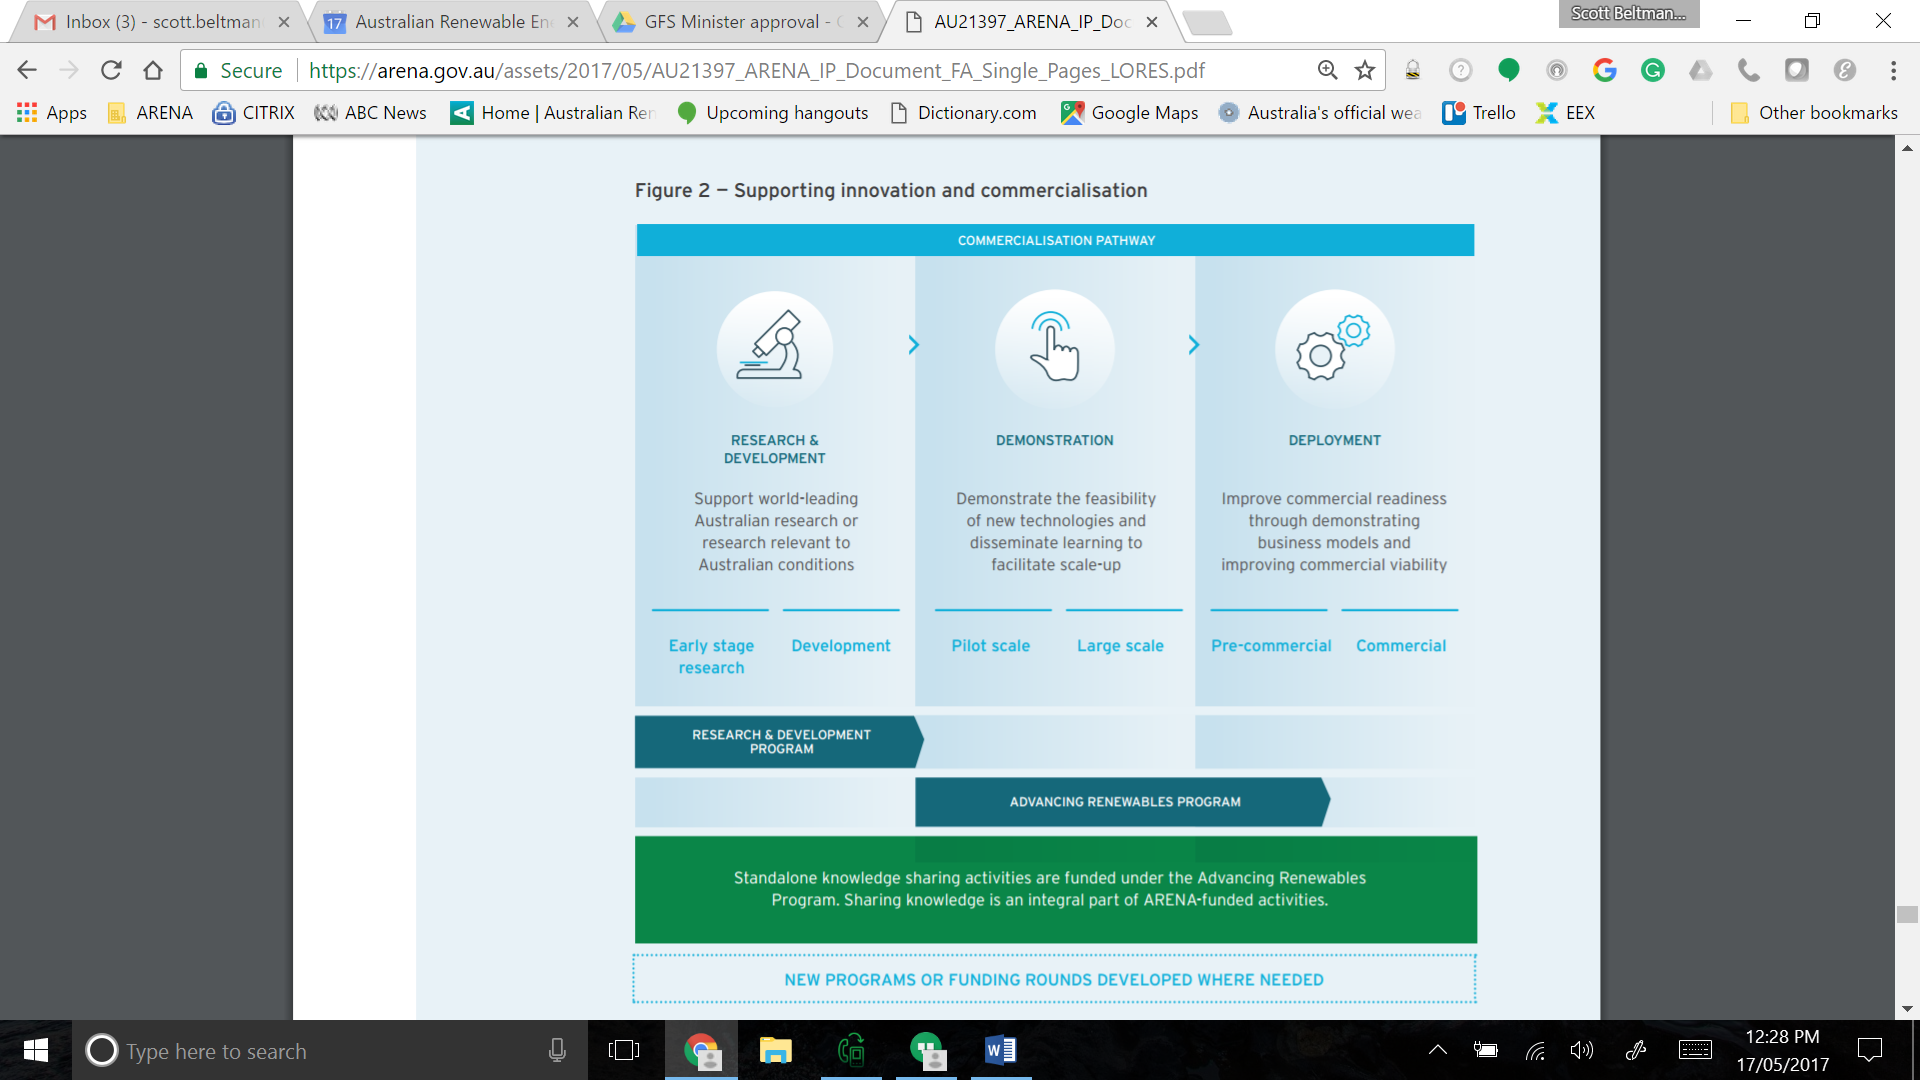 Inbox (3) - scott.beltman
Australian Renewable En
GFS Minister approval -
AU21397_ARENA_IP_Doc
Scott Beltman...
Secure
https://arena.gov.au/assets/2017/05/AU21397_ARENA_IP_Document_FA_Single_Pages_LORES.pdf
Apps
ARENA
CITRIX
ABC News
Home | Australian Ren
Upcoming hangouts
Dictionary.com
Google Maps
Australia's official wea
Trello
EEX
Other bookmarks
Figure 2 – Supporting innovation and commercialisation
COMMERCIALISATION PATHWAY
RESEARCH &
DEVELOPMENT
Support world-leading
Australian research or
research relevant to
Australian conditions
Early stage
research
Development
DEMONSTRATION
Demonstrate the feasibility
of new technologies and
disseminate learning to
facilitate scale-up
Pilot scale
Large scale
DEPLOYMENT
Improve commercial readiness
through demonstrating
business models and
improving commercial viability
Pre-commercial
Commercial
RESEARCH & DEVELOPMENT
PROGRAM
ADVANCING RENEWABLES PROGRAM
Standalone knowledge sharing activities are funded under the Advancing Renewables
Program. Sharing knowledge is an integral part of ARENA-funded activities.
NEW PROGRAMS OR FUNDING ROUNDS DEVELOPED WHERE NEEDED
Type here to search
12:28 PM
17/05/2017